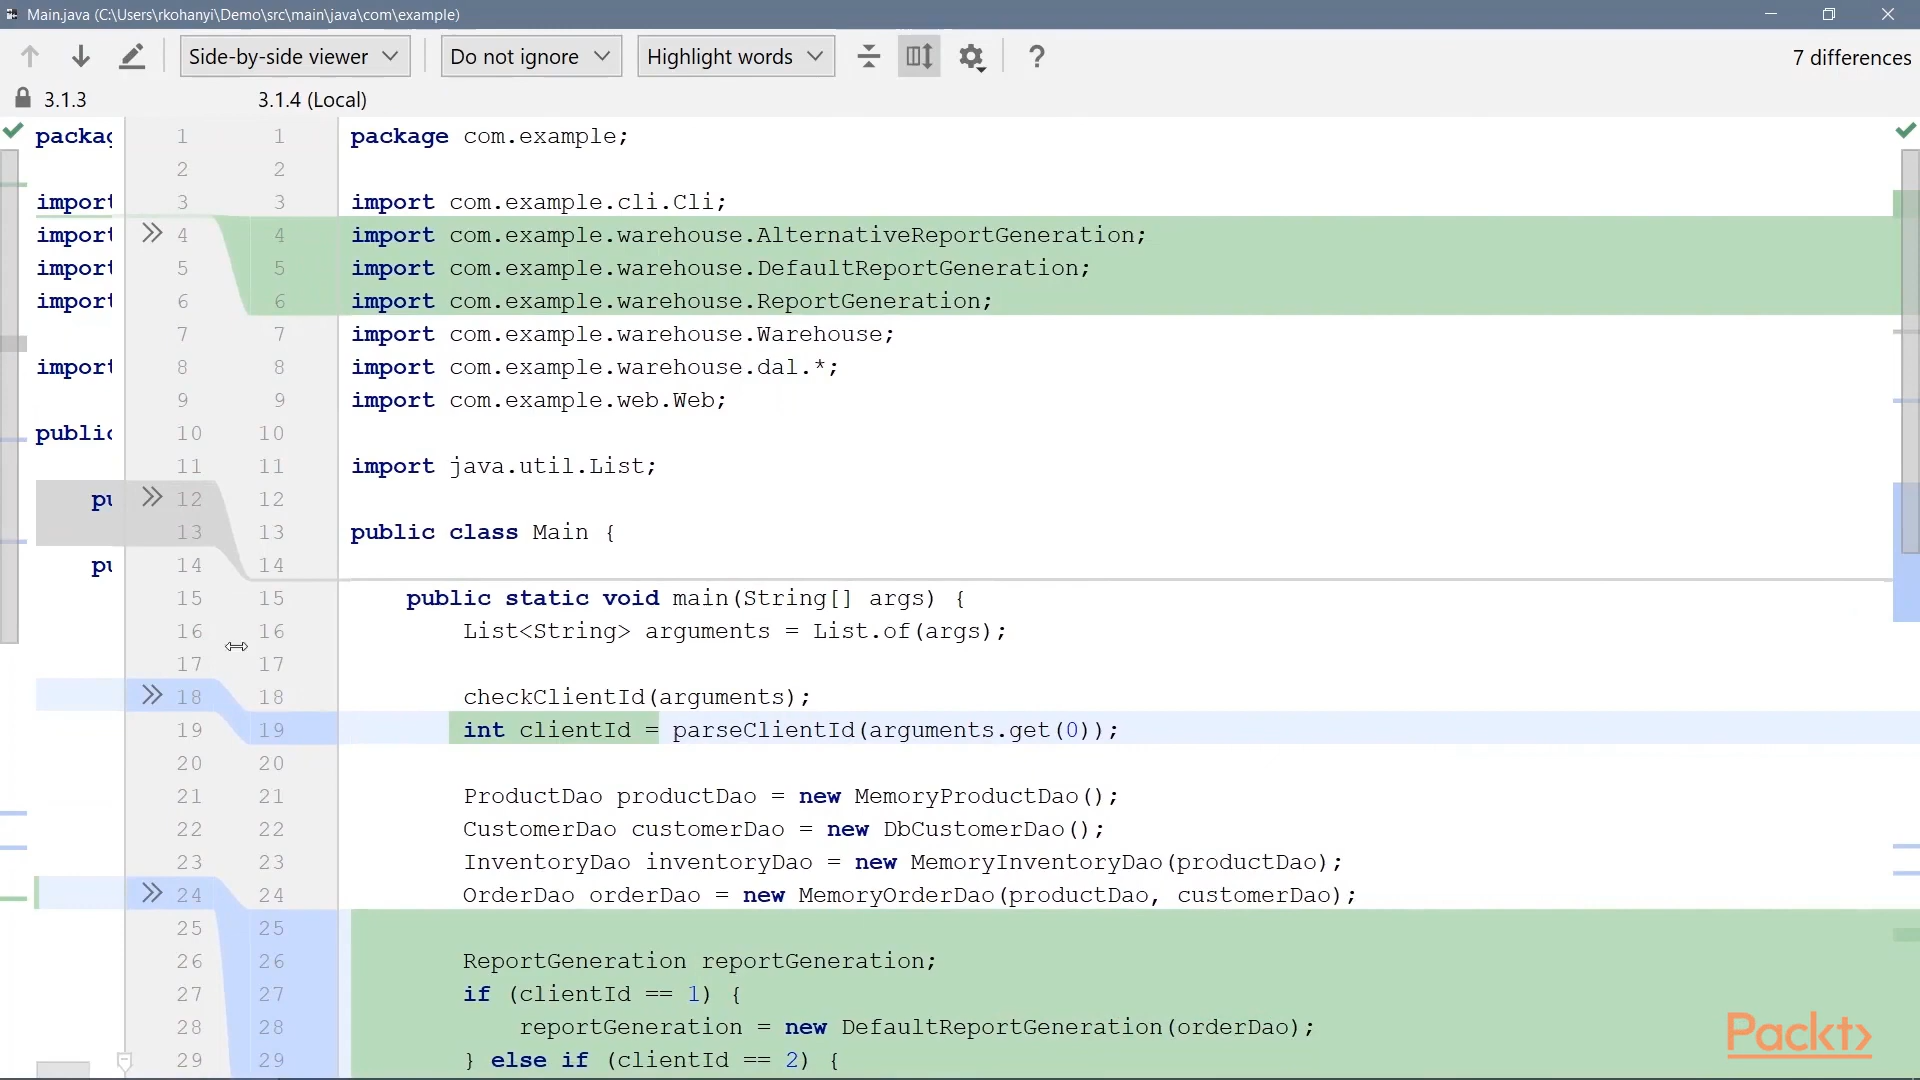 Main.java (C:\Users\rkohanyi\Demo\src\main\java\com\example)
Side-by-side viewer Do not ignore Highlight words ? 7 differences
3.1.3 3.1.4 (Local)
packag 1 1 package com.example;
2 2
import 3 3 import com.example.cli.Cli;
import 4 4 import com.example.warehouse.AlternativeReportGeneration;
import 5 5 import com.example.warehouse.DefaultReportGeneration;
import 6 6 import com.example.warehouse.ReportGeneration;
7 7 import com.example.warehouse.Warehouse;
import 8 8 import com.example.warehouse.dal.*;
9 9 import com.example.web.Web;
public 10 10
11 11 import java.util.List;
pu 12 12
13 13 public class Main {
pu 14 14
15 15 public static void main(String[] args) {
16 16 List<String> arguments = List.of(args);
17 17
18 18 checkClientId(arguments);
19 19 int clientId = parseClientId(arguments.get(0));
20 20
21 21 ProductDao productDao = new MemoryProductDao();
22 22 CustomerDao customerDao = new DbCustomerDao();
23 23 InventoryDao inventoryDao = new MemoryInventoryDao(productDao);
24 24 OrderDao orderDao = new MemoryOrderDao(productDao, customerDao);
25 25
26 26 ReportGeneration reportGeneration;
27 27 if (clientId == 1) {
28 28 reportGeneration = new DefaultReportGeneration(orderDao);
29 29 } else if (clientId == 2) {
Packt>